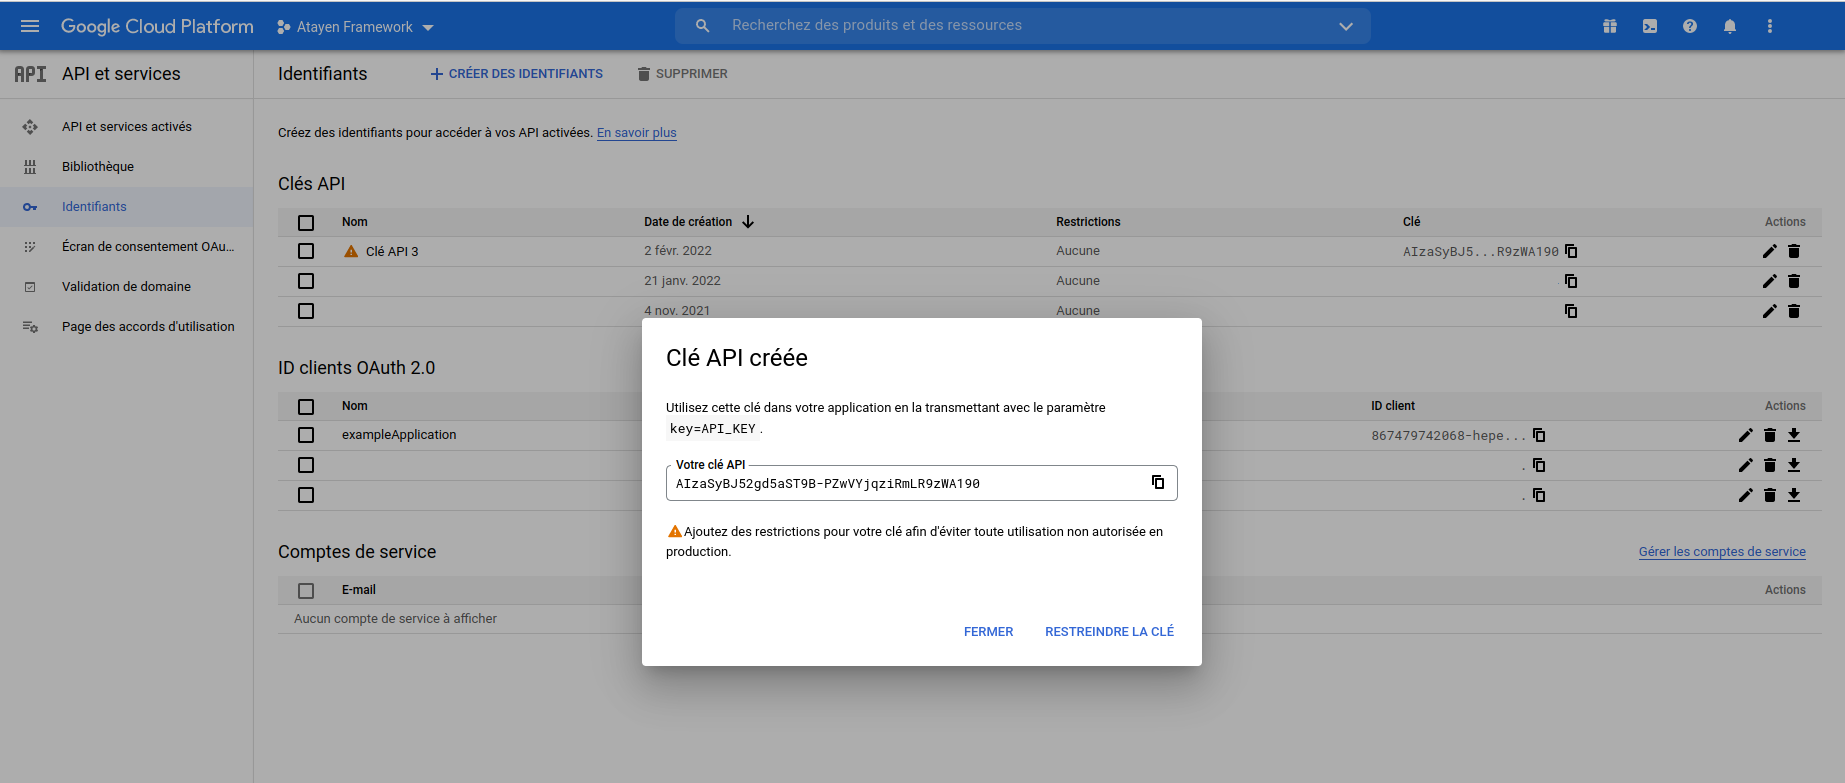 Google Cloud Platform
Atayen Framework
Recherchez des produits et des ressources
API
API et services
Identifiants
CRÉER DES IDENTIFIANTS
SUPPRIMER
API et services activés
Bibliothèque
Identifiants
Écran de consentement OAu...
Validation de domaine
Page des accords d'utilisation
Créez des identifiants pour accéder à vos API activées. En savoir plus
Clés API
Nom Date de création Restrictions Clé Actions
Clé API 3 2 févr. 2022 Aucune AIzaSyBJ5...R9zWA190
21 janv. 2022 Aucune
4 nov. 2021 Aucune
ID clients OAuth 2.0
Nom ID client Actions
exampleApplication 867479742068-hepe...
.
.
Comptes de service Gérer les comptes de service
E-mail Actions
Aucun compte de service à afficher
Clé API créée
Utilisez cette clé dans votre application en la transmettant avec le paramètre
key=API_KEY.
Votre clé API
AIzaSyBJ52gd5aST9B-PZwVYjqziRmLR9zWA190
Ajoutez des restrictions pour votre clé afin d'éviter toute utilisation non autorisée en
production.
FERMER RESTREINDRE LA CLÉ